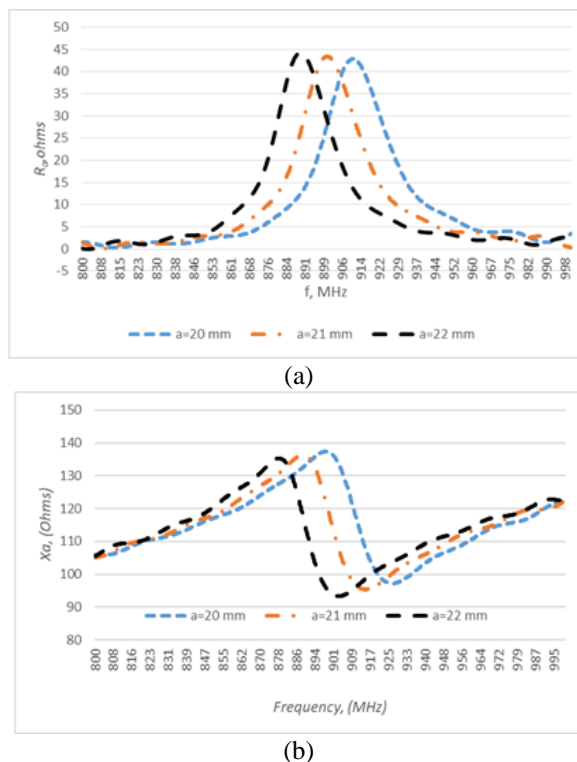 50
45
40
35
30
25
20
15
10
5
0
-5
Ra,ohms
800 808 815 823 830 838 846 853 861 868 876 884 891 899 906 914 922 929 937 944 952 960 967 975 982 990 998
f, MHz
a=20 mm a=21 mm a=22 mm
(a)
150
140
130
120
110
100
90
80
Xa, (Ohms)
a=20 mm a=21 mm a=22 mm
800 808 816 823 831 839 847 855 862 870 878 886 894 901 909 917 925 933 940 948 956 964 972 979 987 995
Frequency, (MHz)
(b)